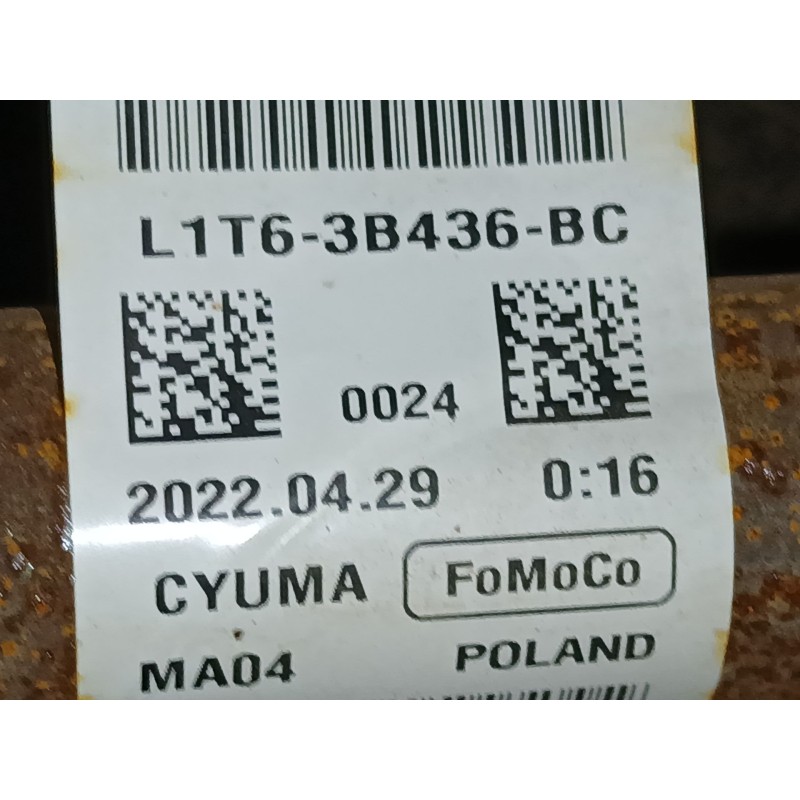 L1T6-3B436-BC
0024
2022.04.29 0:16
CYUMA FoMoCo
MA04 POLAND